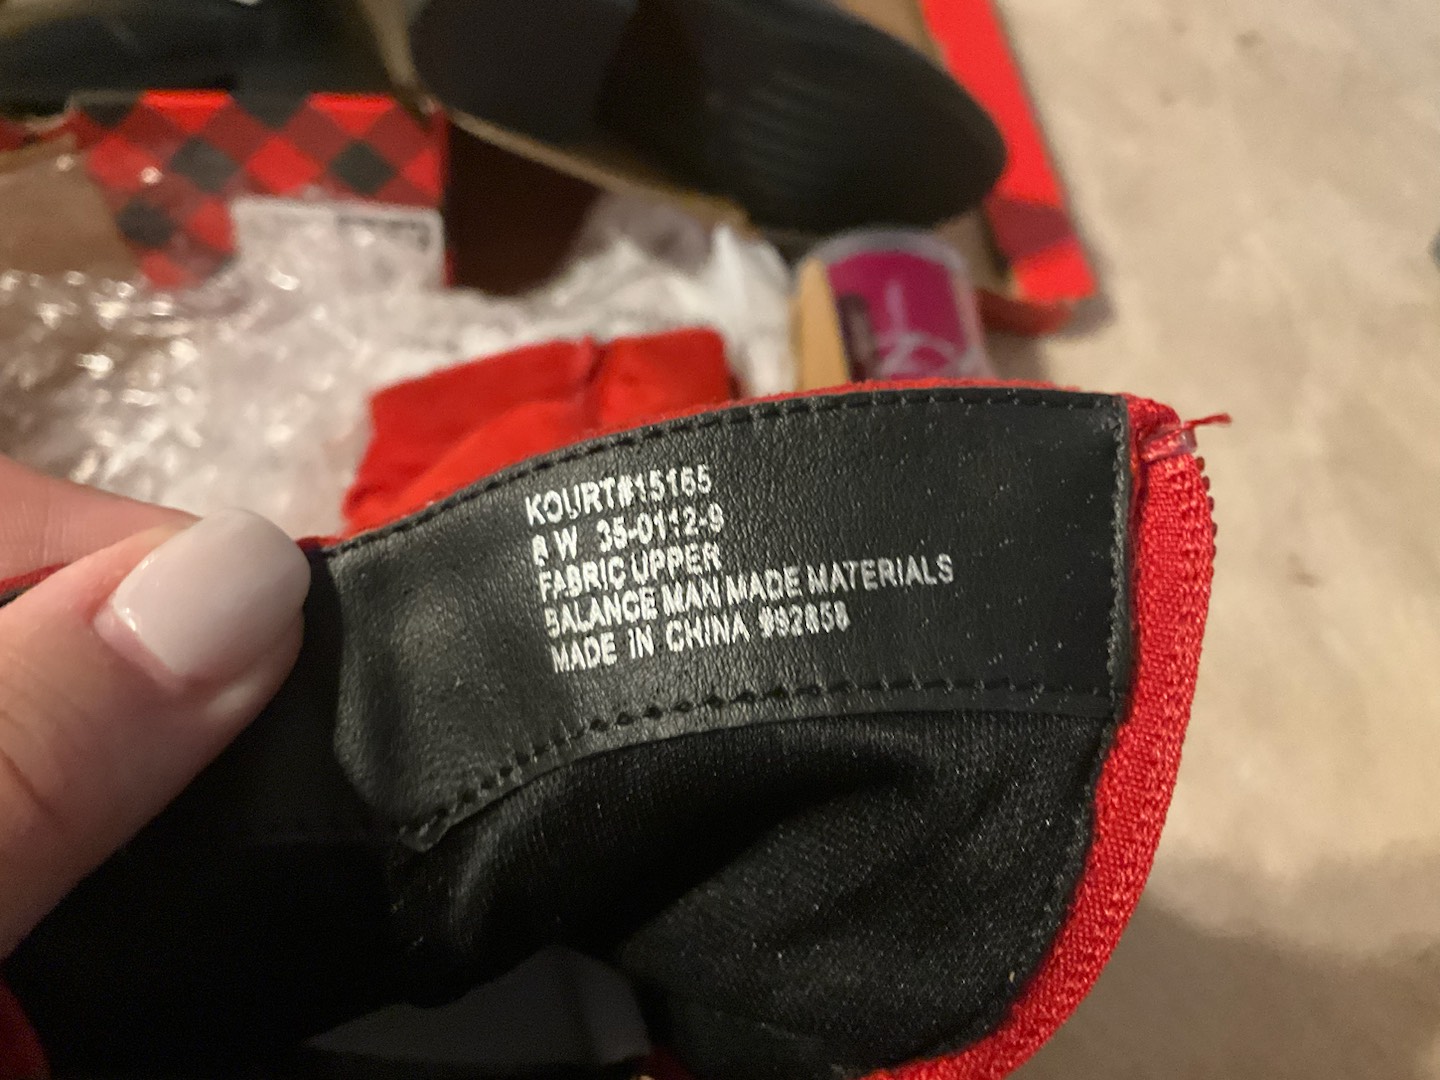 KOURT#15165
8 W 35-0112-9
FABRIC UPPER
BALANCE MAN MADE MATERIALS
MADE IN CHINA #92858